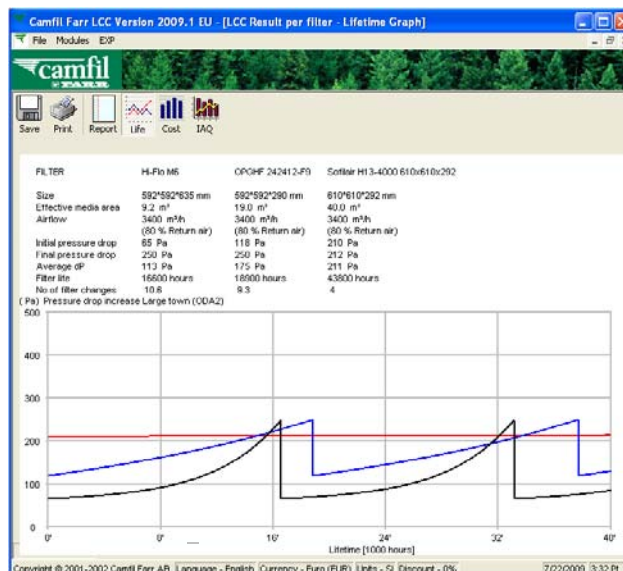 Camfil Farr LCC Version 2009.1 EU - [LCC Result per filter - Lifetime Graph]
File Modules EXP
camfil
FARR
Save Print Report Life Cost IAQ
FILTER Hi-Flo M6 OPGHF 242412-F9 Sofilair H13-4000 610x610x292
Size 592*592*635 mm 592*592*290 mm 610*610*292 mm
Effective media area 9.2 m² 19.0 m² 40.0 m²
Airflow 3400 m³/h 3400 m³/h 3400 m³/h
(80 % Return air) (80 % Return air) (80 % Return air)
Initial pressure drop 65 Pa 118 Pa 210 Pa
Final pressure drop 250 Pa 250 Pa 212 Pa
Average dP 113 Pa 175 Pa 211 Pa
Filter life 16600 hours 18900 hours 43800 hours
No of filter changes 10.6 9.3 4
(Pa) Pressure drop increase Large town (ODA2)
500
400
300
200
100
0
0' 8' 16' 24' 32' 40'
Lifetime [1000 hours]
Copyright © 2001-2002 Camfil Farr AB Language - English Currency - Euro (EUR) Units - SI Discount - 0% 7/22/2009 3:32 PM